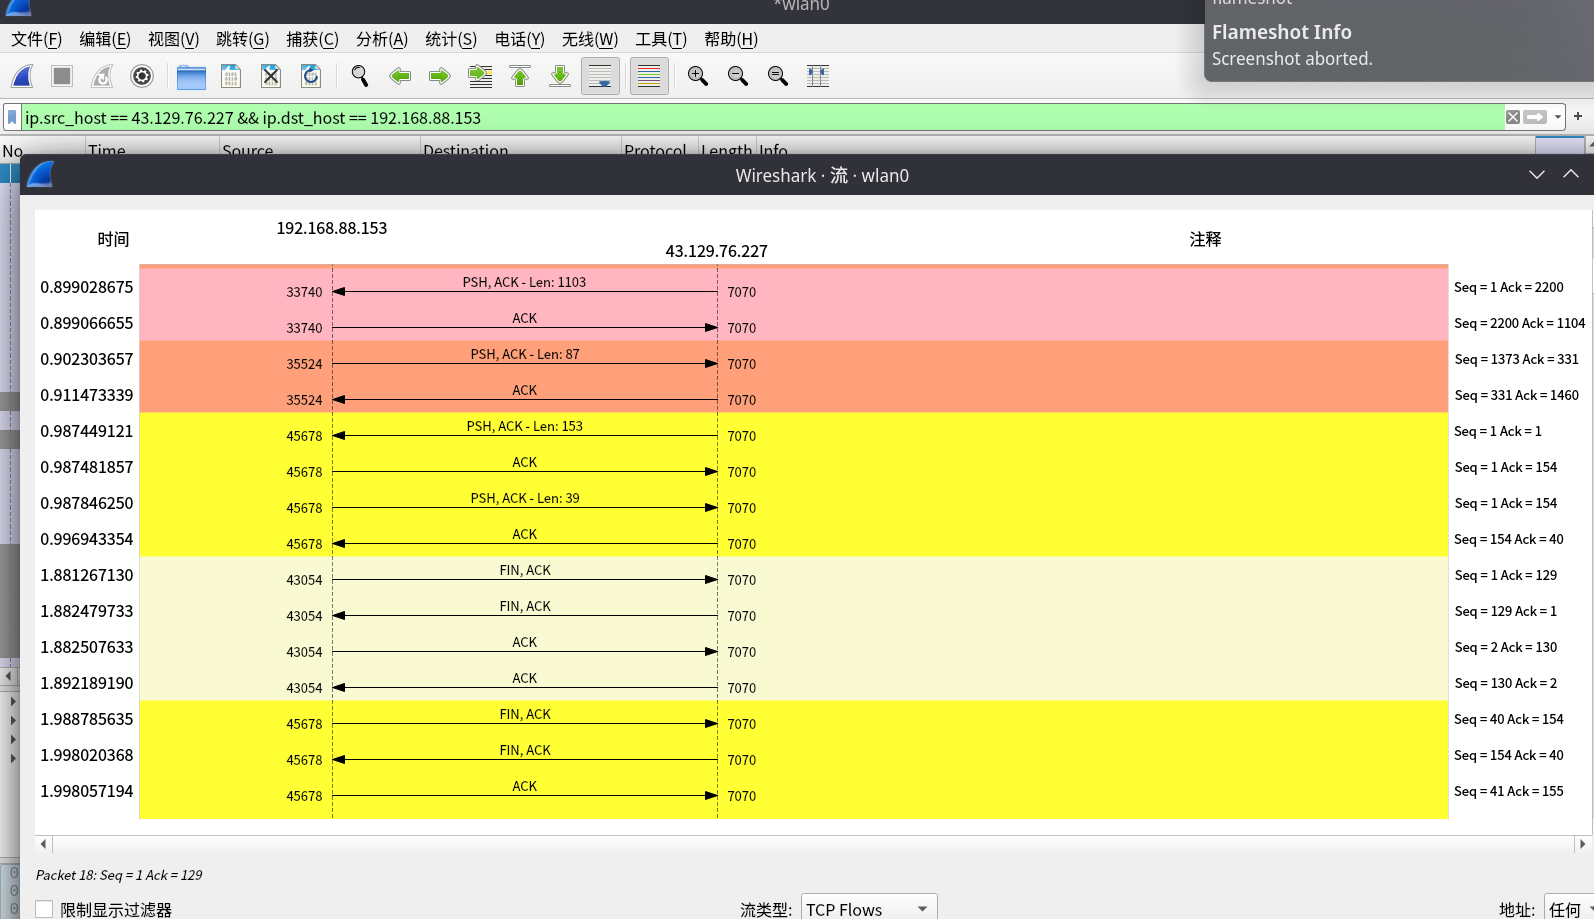 *wlan0
flameshot
Flameshot Info
Screenshot aborted.
文件(F) 编辑(E) 视图(V) 跳转(G) 捕获(C) 分析(A) 统计(S) 电话(Y) 无线(W) 工具(T) 帮助(H)
ip.src_host == 43.129.76.227 && ip.dst_host == 192.168.88.153
No. Time Source Destination Protocol Length Info
Wireshark · 流 · wlan0
时间 192.168.88.153 43.129.76.227 注释
0.899028675 33740 PSH, ACK - Len: 1103 7070 Seq = 1 Ack = 2200
0.899066655 33740 ACK 7070 Seq = 2200 Ack = 1104
0.902303657 35524 PSH, ACK - Len: 87 7070 Seq = 1373 Ack = 331
0.911473339 35524 ACK 7070 Seq = 331 Ack = 1460
0.987449121 45678 PSH, ACK - Len: 153 7070 Seq = 1 Ack = 1
0.987481857 45678 ACK 7070 Seq = 1 Ack = 154
0.987846250 45678 PSH, ACK - Len: 39 7070 Seq = 1 Ack = 154
0.996943354 45678 ACK 7070 Seq = 154 Ack = 40
1.881267130 43054 FIN, ACK 7070 Seq = 1 Ack = 129
1.882479733 43054 FIN, ACK 7070 Seq = 129 Ack = 1
1.882507633 43054 ACK 7070 Seq = 2 Ack = 130
1.892189190 43054 ACK 7070 Seq = 130 Ack = 2
1.988785635 45678 FIN, ACK 7070 Seq = 40 Ack = 154
1.998020368 45678 FIN, ACK 7070 Seq = 154 Ack = 40
1.998057194 45678 ACK 7070 Seq = 41 Ack = 155
Packet 18: Seq = 1 Ack = 129
限制显示过滤器 流类型: TCP Flows 地址: 任何